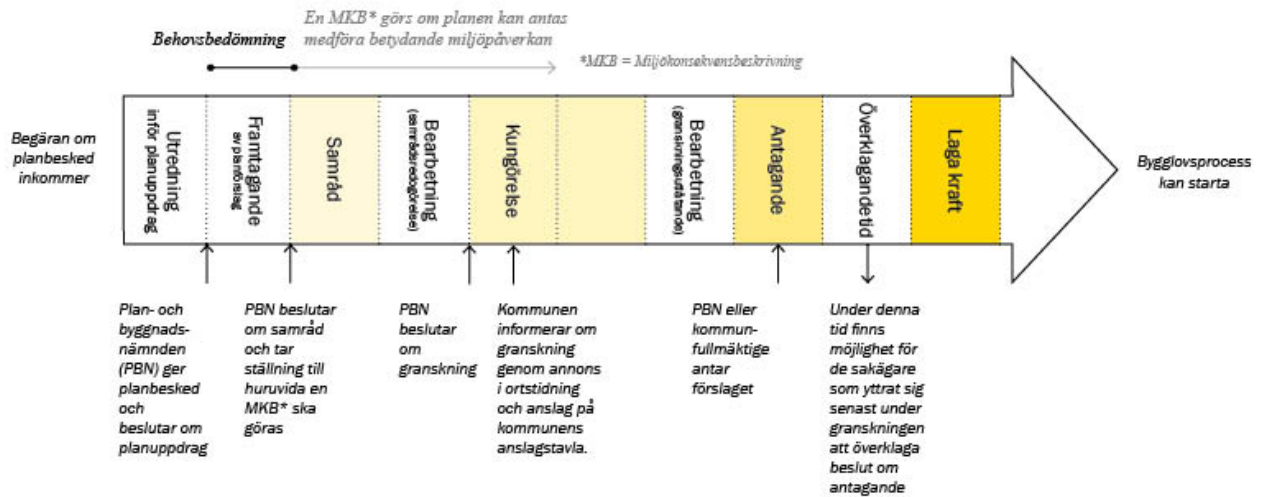 En MKB* görs om planen kan antas
medföra betydande miljöpåverkan
Behovsbedömning
*MKB = Miljökonsekvensbeskrivning
Begäran om
planbesked
inkommer
Utredning
inför planuppdrag
Framtagande
av planförslag
Samråd
Bearbetning
(samrådsredogörelse)
Kungörelse
Bearbetning
(granskningsutlåtande)
Antagande
Överklagandetid
Laga kraft
Bygglovsprocess
kan starta
Plan- och
byggnads-
nämnden
(PBN) ger
planbesked
och
beslutar om
planuppdrag
PBN beslutar
om samråd
och tar
ställning till
huruvida en
MKB* ska
göras
PBN
beslutar
om
granskning
Kommunen
informerar om
granskning
genom annons
i ortstidning
och anslag på
kommunens
anslagstavla.
PBN eller
kommun-
fullmäktige
antar
förslaget
Under denna
tid finns
möjlighet för
de sakägare
som yttrat sig
senast under
granskningen
att överklaga
beslut om
antagande